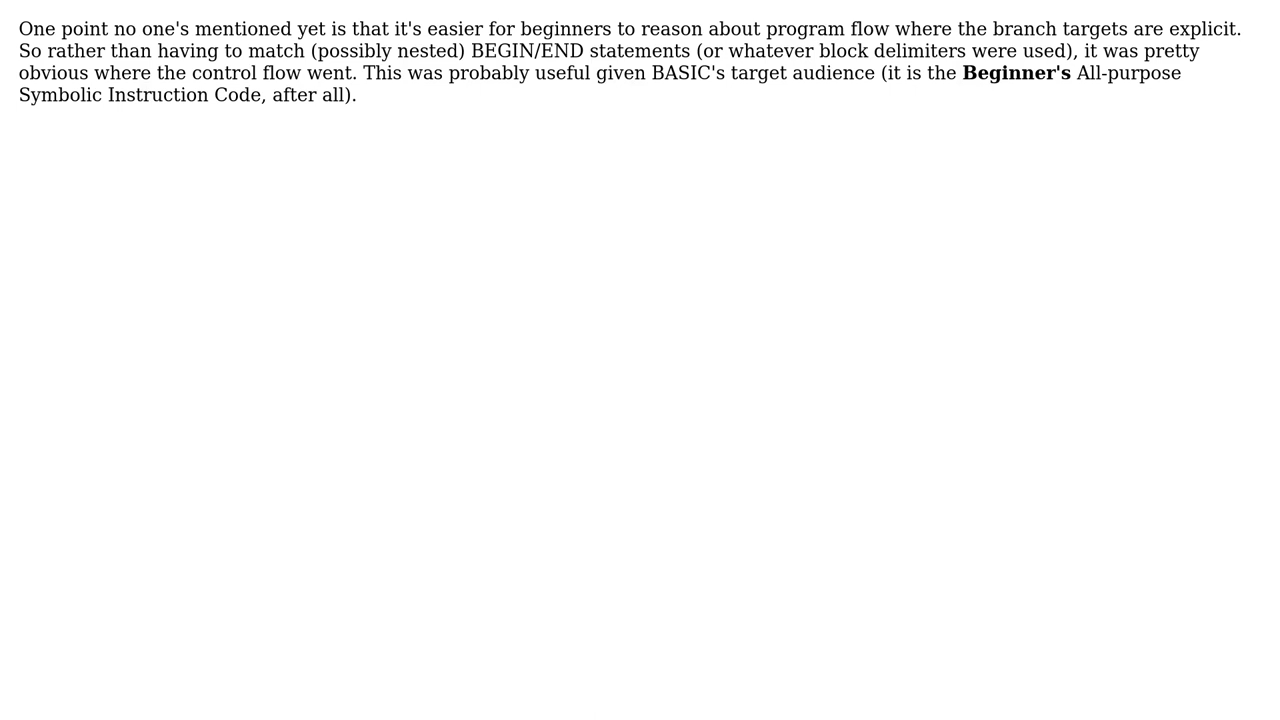 One point no one's mentioned yet is that it's easier for beginners to reason about program flow where the branch targets are explicit.
So rather than having to match (possibly nested) BEGIN/END statements (or whatever block delimiters were used), it was pretty
obvious where the control flow went. This was probably useful given BASIC's target audience (it is the Beginner's All-purpose
Symbolic Instruction Code, after all).